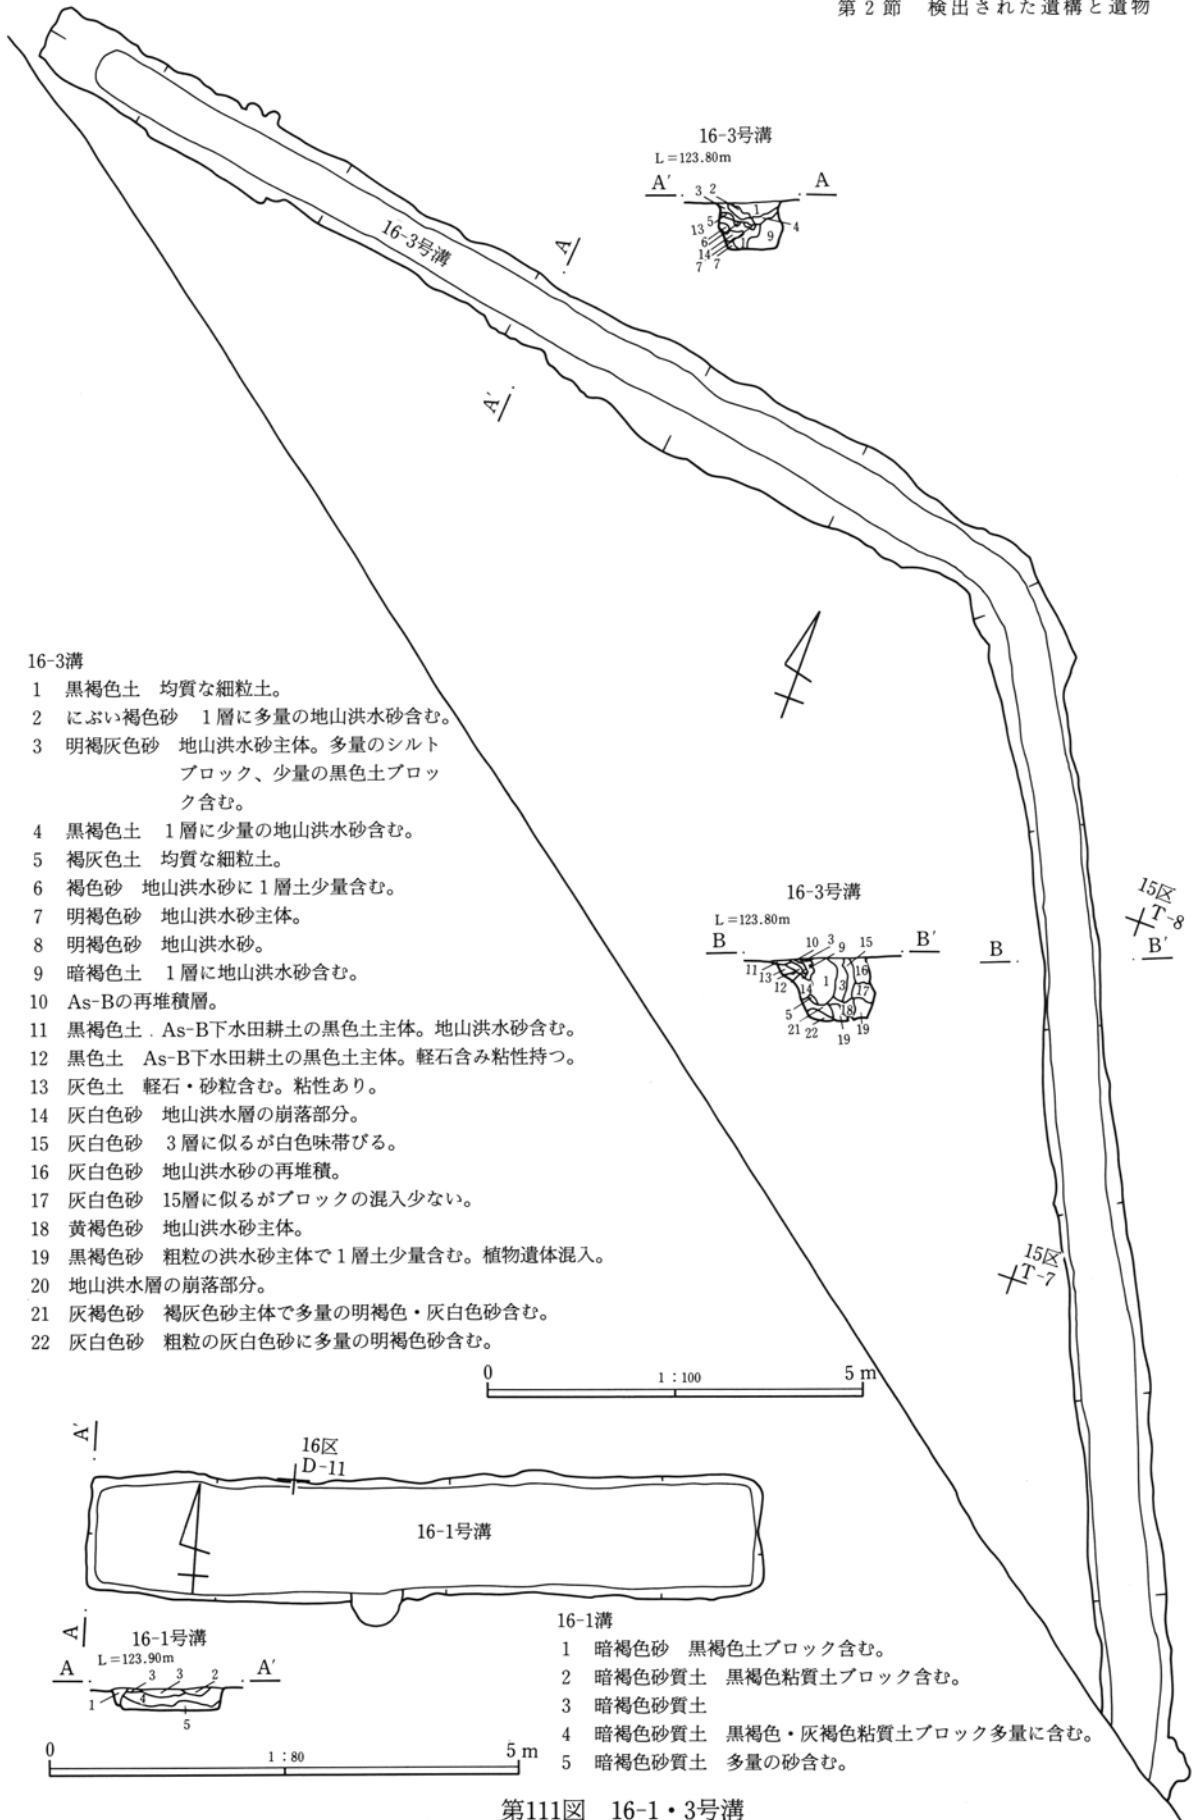 第２節　検出された遺構と遺物
16-3号溝
L＝123.80m
A′ A
3 2
1
5
4
13
9
6
14
7 7
16-3号溝
A
A′
16-3溝
1　黒褐色土　均質な細粒土。
2　にぶい褐色砂　１層に多量の地山洪水砂含む。
3　明褐灰色砂　地山洪水砂主体。多量のシルト
ブロック、少量の黒色土ブロッ
ク含む。
4　黒褐色土　１層に少量の地山洪水砂含む。
5　褐灰色土　均質な細粒土。
6　褐色砂　地山洪水砂に１層土少量含む。
7　明褐色砂　地山洪水砂主体。
8　明褐色砂　地山洪水砂。
9　暗褐色土　１層に地山洪水砂含む。
10　As-Bの再堆積層。
11　黒褐色土．As-B下水田耕土の黒色土主体。地山洪水砂含む。
12　黒色土　As-B下水田耕土の黒色土主体。軽石含み粘性持つ。
13　灰色土　軽石・砂粒含む。粘性あり。
14　灰白色砂　地山洪水層の崩落部分。
15　灰白色砂　３層に似るが白色味帯びる。
16　灰白色砂　地山洪水砂の再堆積。
17　灰白色砂　15層に似るがブロックの混入少ない。
18　黄褐色砂　地山洪水砂主体。
19　黒褐色砂　粗粒の洪水砂主体で１層土少量含む。植物遺体混入。
20　地山洪水層の崩落部分。
21　灰褐色砂　褐灰色砂主体で多量の明褐色・灰白色砂含む。
22　灰白色砂　粗粒の灰白色砂に多量の明褐色砂含む。
16-3号溝
L＝123.80m
B B′
10 3 9 15
11
13
12
14 1 3 16
17
5 18
21 22 19 19
B B′
15区
T-8
15区
T-7
0 1：100 5 m
A′
16区
D-11
16-1号溝
A
16-1号溝
L＝123.90m
A A′
3 3 2
1 4
5
0 1：80 5 m
16-1溝
1　暗褐色砂　黒褐色土ブロック含む。
2　暗褐色砂質土　黒褐色粘質土ブロック含む。
3　暗褐色砂質土
4　暗褐色砂質土　黒褐色・灰褐色粘質土ブロック多量に含む。
5　暗褐色砂質土　多量の砂含む。
第111図　16-1・3号溝